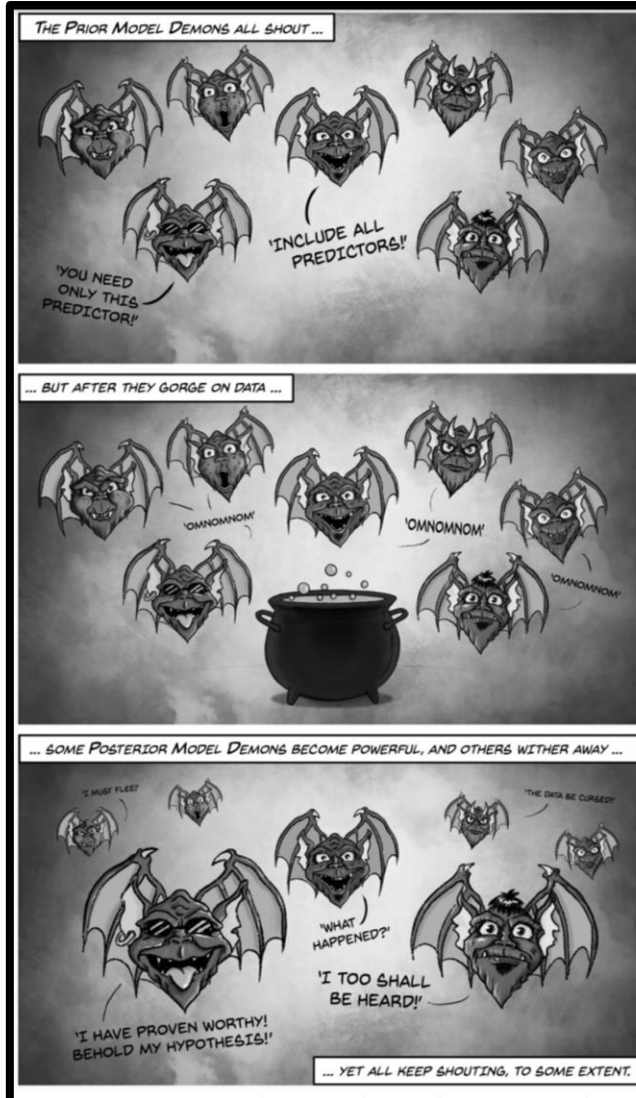 The Prior Model Demons all shout ...
'INCLUDE ALL
PREDICTORS!'
'YOU NEED
ONLY THIS
PREDICTOR!'
... but after they gorge on data ...
'OMNOMNOM'
'OMNOMNOM'
'OMNOMNOM'
... some Posterior Model Demons become powerful, and others wither away ...
'I MUST FLEE!'
'THE DATA BE CURSED!'
'WHAT
HAPPENED?'
'I TOO SHALL
BE HEARD!'
'I HAVE PROVEN WORTHY!
BEHOLD MY HYPOTHESIS!'
... yet all keep shouting, to some extent.